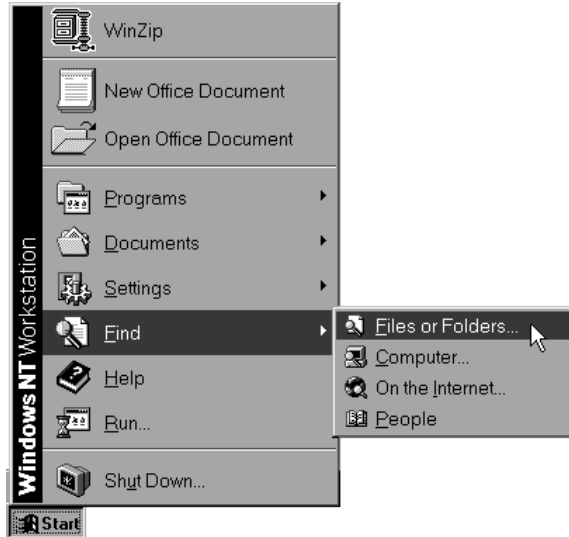 WinZip
New Office Document
Open Office Document
Programs
Documents
Settings
Find
Help
Run...
Shut Down...
Files or Folders...
Computer...
On the Internet...
People
Windows NT Workstation
Start